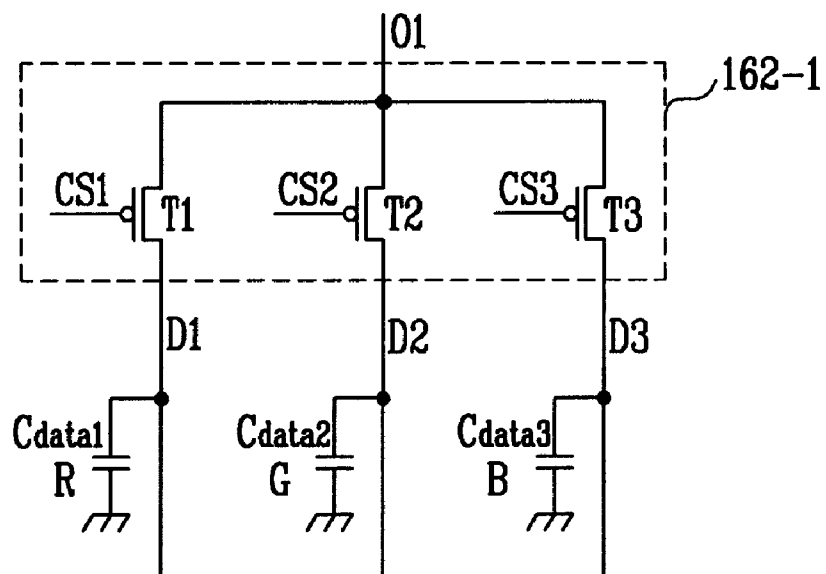 O1
162-1
CS1
T1
CS2
T2
CS3
T3
D1
D2
D3
Cdata1
R
Cdata2
G
Cdata3
B